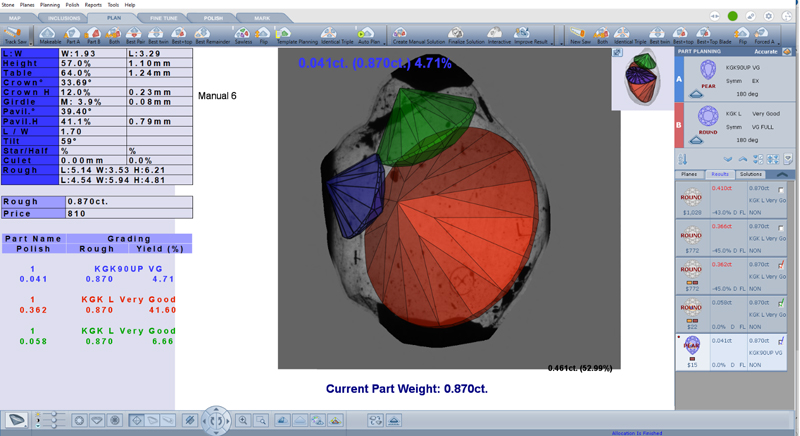 Stone Planes Planning Polish Reports Tools Help
MAP INCLUSIONS PLAN FINE TUNE POLISH MARK
Track Saw Makeable Part A Part B Both Best Pair Best twin Best+top Best Remainder Sawless Flip Template Planning Identical Triple Auto Plan Create Manual Solution Finalize Solution Interactive Improve Result New Saw Both Identical Triple Best twin Best+top Best+Top Blade Flip Forced A
L:W W:1.93 L:3.29
Height 57.0% 1.10mm
Table 64.0% 1.24mm
Crown° 33.69°
Crown H 12.0% 0.23mm
Girdle M: 3.9% 0.08mm
Pavil.° 39.40°
Pavil.H 41.1% 0.79mm
L / W 1.70
Tilt 59°
Star/Half % %
Culet 0.00mm 0.0%
Rough L:5.14 W:3.53 H:6.21
L:4.54 W:5.94 H:4.81
Rough 0.870ct.
Price 810
Part Name Grading
Polish Rough Yield (%)
1 KGK90UP VG
0.041 0.870 4.71
1 KGK L Very Good
0.362 0.870 41.60
1 KGK L Very Good
0.058 0.870 6.66
Manual 6
0.041ct. (0.870ct.) 4.71%
0.461ct. (52.99%)
Current Part Weight: 0.870ct.
PART PLANNING Accurate
A
PEAR
KGK90UP VG
Symm EX
180 deg
B
ROUND
KGK L Very Good
Symm VG FULL
180 deg
Planes Results Solutions
ROUND 0.410ct 0.870ct
KGK L Very Go
$1,028 -43.0% D FL NON
ROUND 0.366ct 0.870ct
KGK L Very Go
$772 -45.0% D FL NON
ROUND 0.362ct 0.870ct
KGK L Very Go
$772 -45.0% D FL NON
ROUND 0.058ct 0.870ct
KGK L Very Go
$22 0.0% D FL NON
PEAR 0.041ct 0.870ct
KGK90UP VG
$15 0.0% D FL NON
Allocation Is Finished